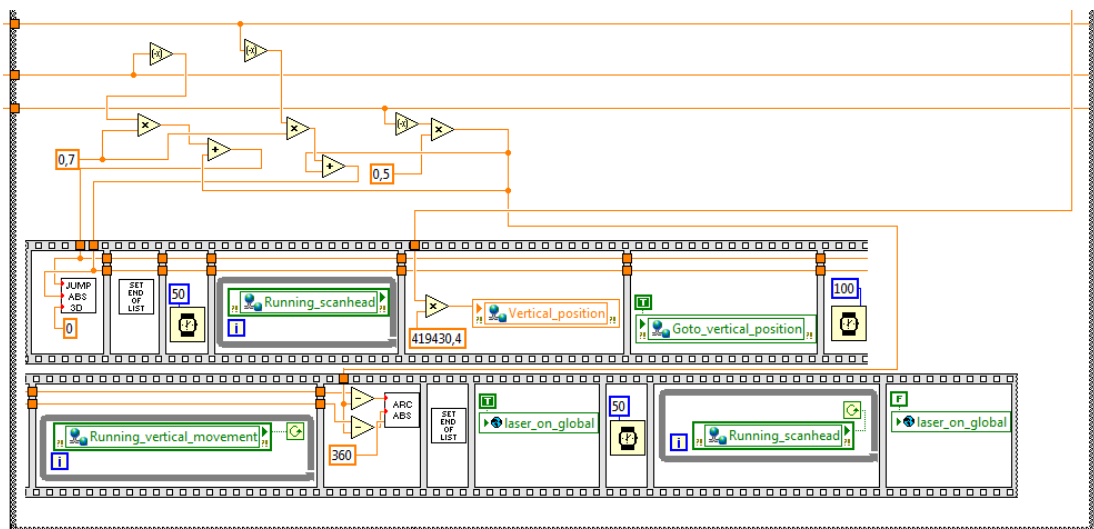 (-x)
(-x)
(-x)
x
x
x
+
+
0,7
0,5
JUMP
ABS
3D
0
SET
END
OF
LIST
50
Running_scanhead
i
x
419430,4
Vertical_position
T
Goto_vertical_position
100
Running_vertical_movement
i
-
-
360
ARC
ABS
SET
END
OF
LIST
T
laser_on_global
50
i
Running_scanhead
F
laser_on_global